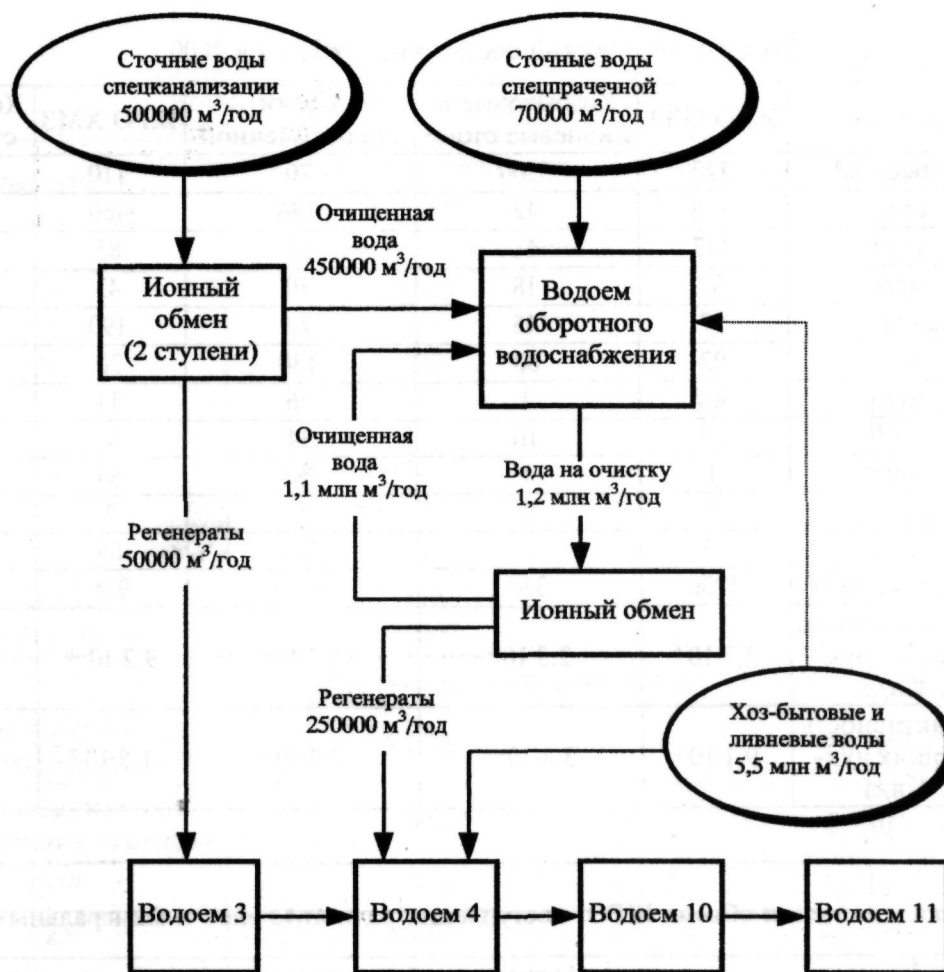 Сточные воды
спецканализации
500000 м³/год
Сточные воды
спецпрачечной
70000 м³/год
Очищенная
вода
450000 м³/год
Ионный
обмен
(2 ступени)
Водоем
оборотного
водоснабжения
Очищенная
вода
1,1 млн м³/год
Вода на очистку
1,2 млн м³/год
Регенераты
50000 м³/год
Ионный обмен
Регенераты
250000 м³/год
Хоз-бытовые и
ливневые воды
5,5 млн м³/год
Водоем 3
Водоем 4
Водоем 10
Водоем 11